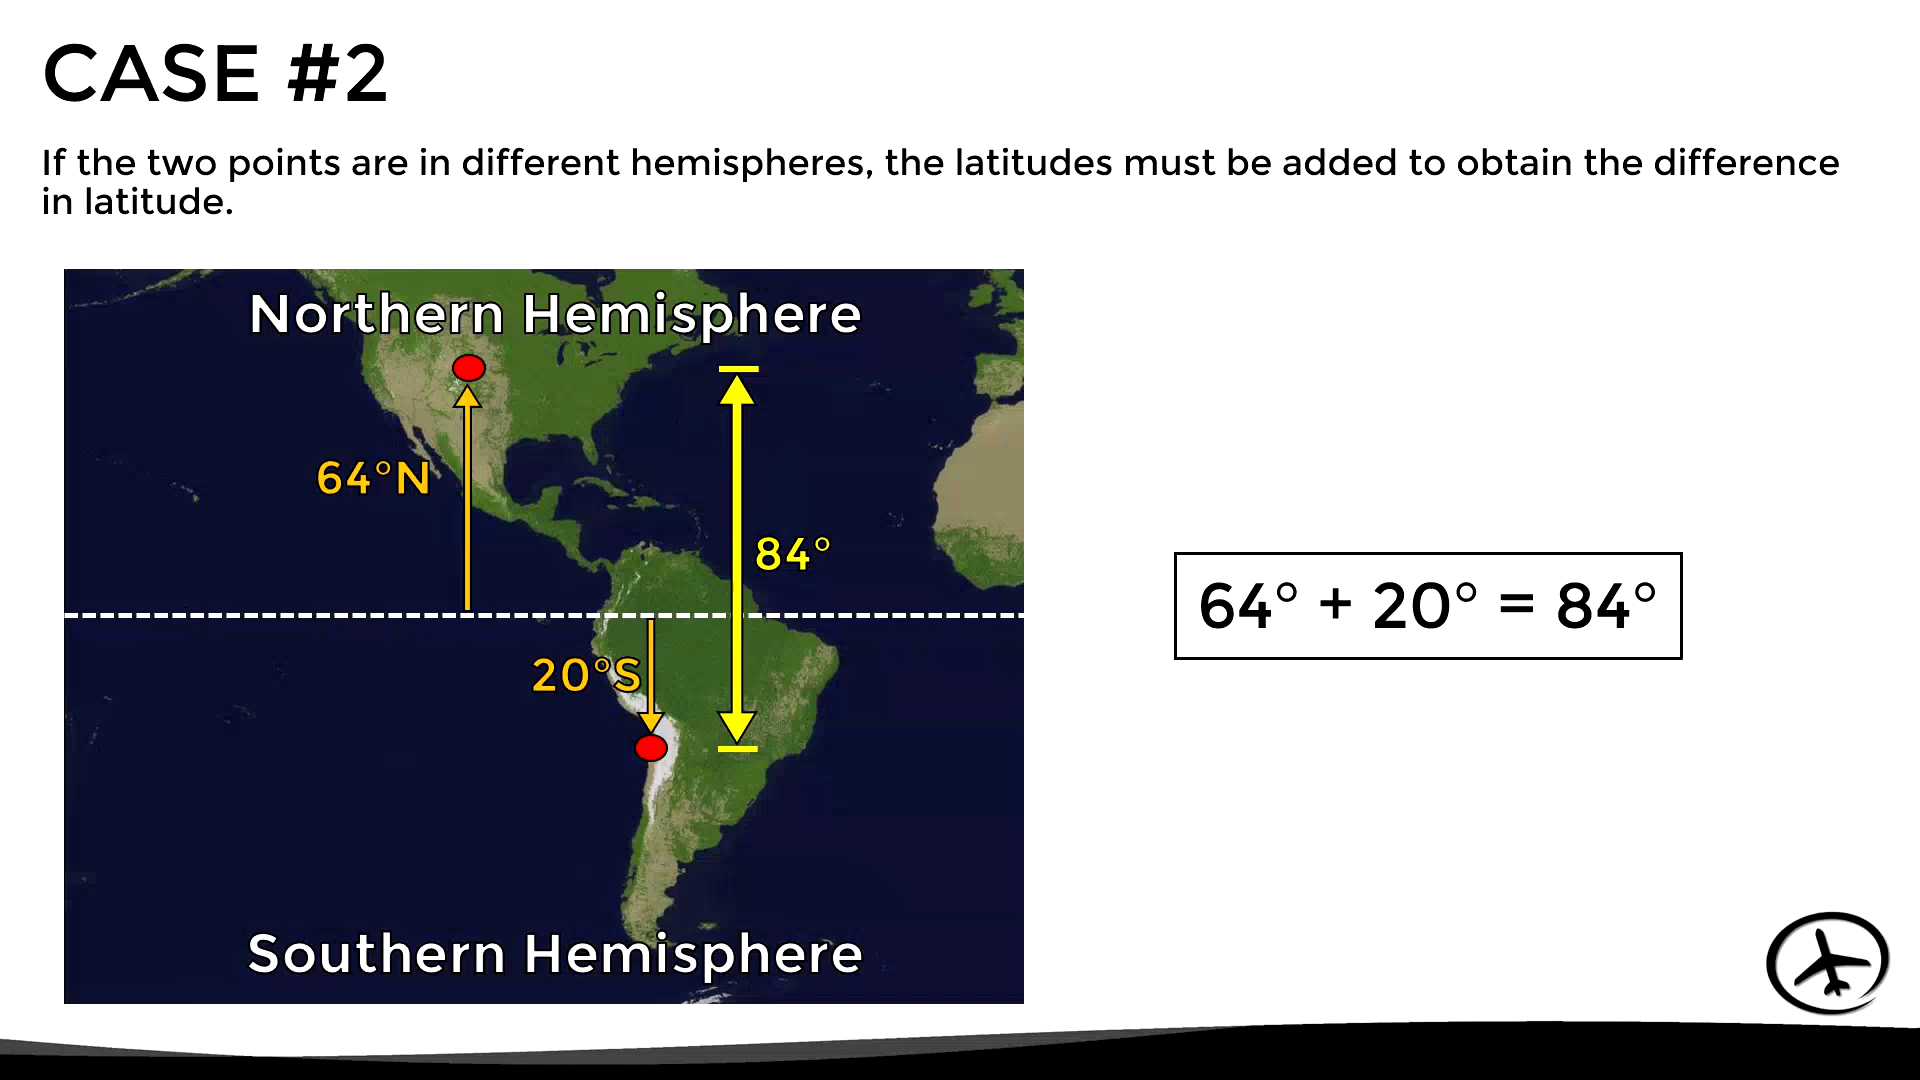 CASE #2
If the two points are in different hemispheres, the latitudes must be added to obtain the difference
in latitude.
Northern Hemisphere
64°N
84°
64° + 20° = 84°
20°S
Southern Hemisphere